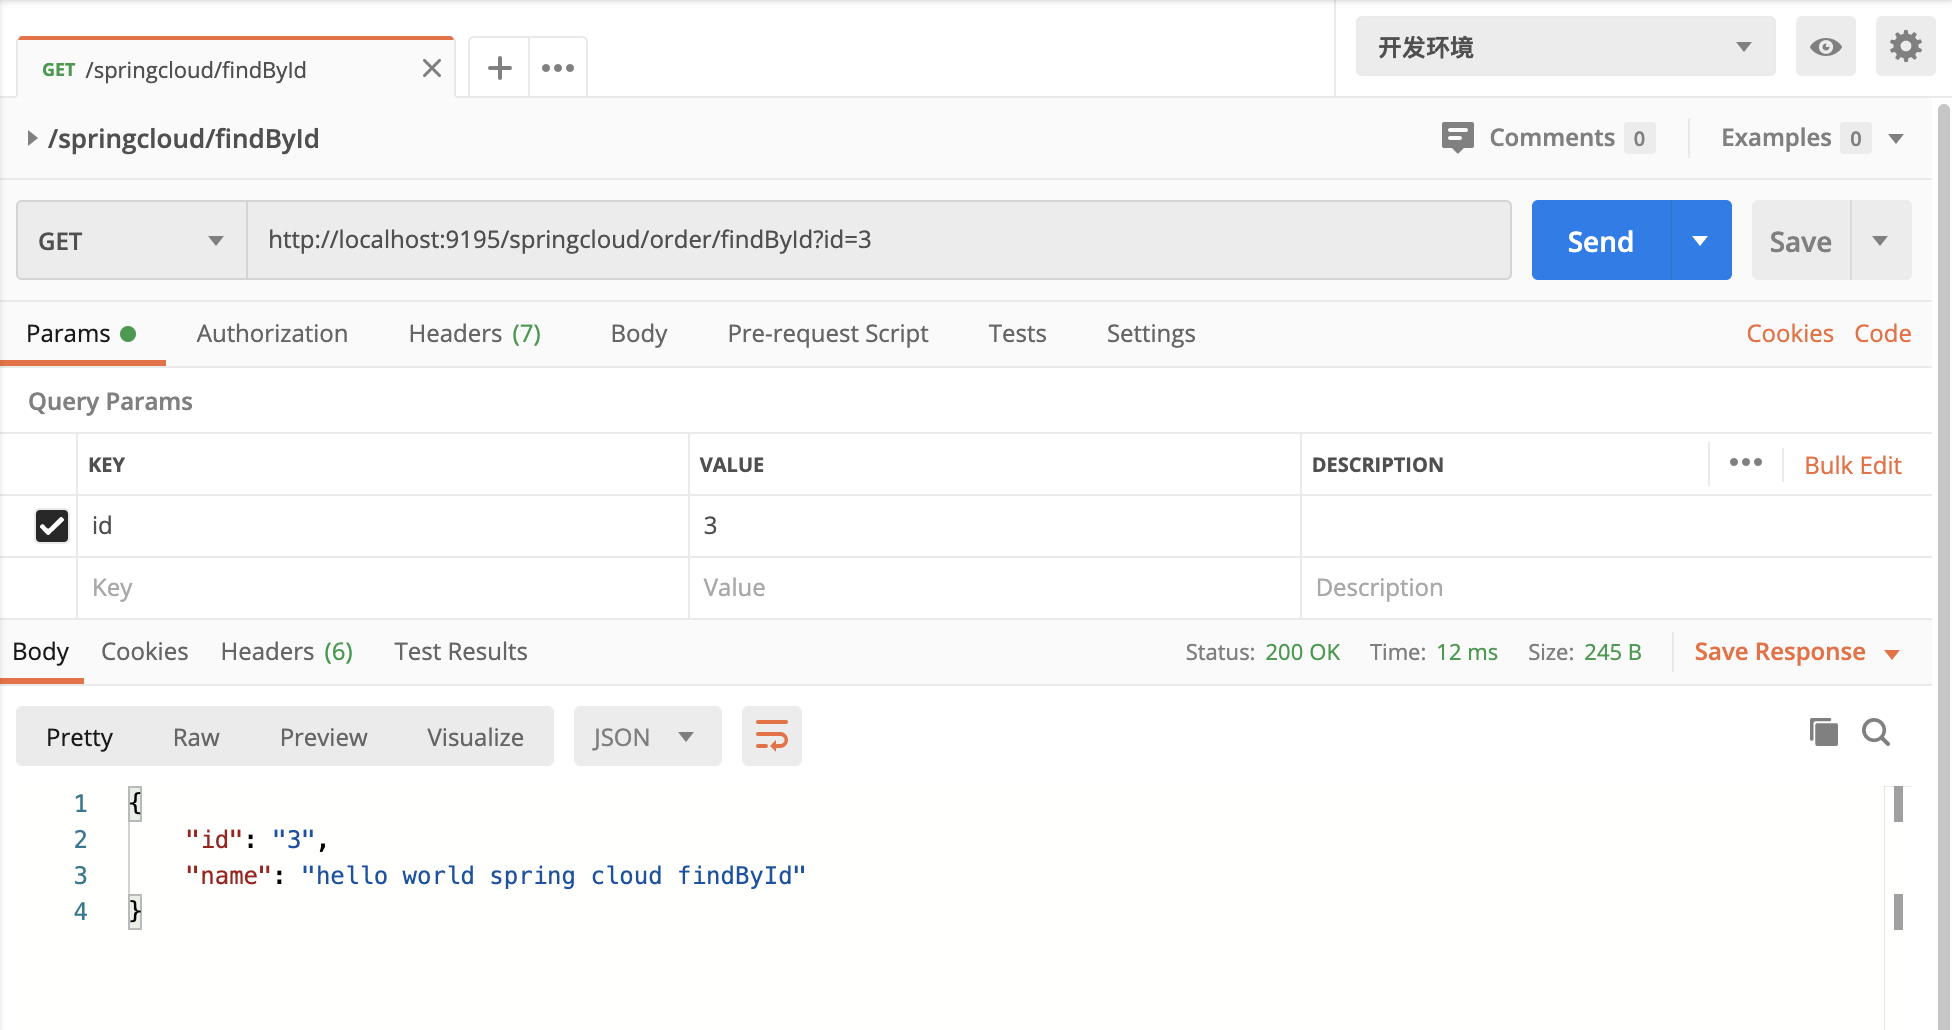 GET /springcloud/findById
开发环境
/springcloud/findById
Comments 0
Examples 0
GET
http://localhost:9195/springcloud/order/findById?id=3
Send
Save
Params Authorization Headers (7) Body Pre-request Script Tests Settings Cookies Code
Query Params
KEY VALUE DESCRIPTION Bulk Edit
id 3
Key Value Description
Body Cookies Headers (6) Test Results Status: 200 OK Time: 12 ms Size: 245 B Save Response
Pretty Raw Preview Visualize JSON
1 {
2 "id": "3",
3 "name": "hello world spring cloud findById"
4 }